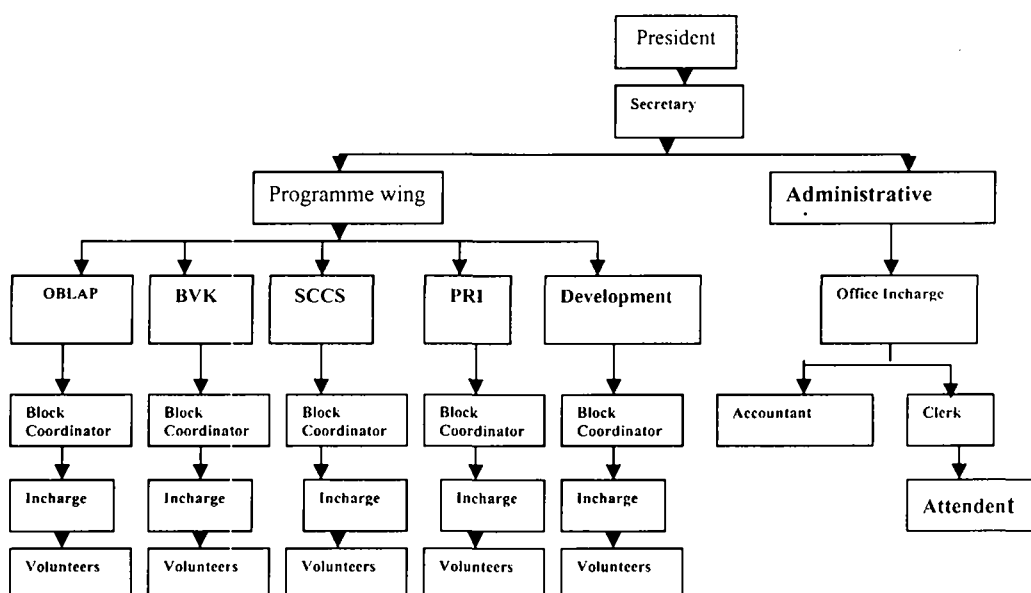 President
Secretary
Programme wing
Administrative
OBLAP
BVK
SCCS
PRI
Development
Office Incharge
Block
Coordinator
Block
Coordinator
Block
Coordinator
Block
Coordinator
Block
Coordinator
Accountant
Clerk
Incharge
Incharge
Incharge
Incharge
Incharge
Attendent
Volunteers
Volunteers
Volunteers
Volunteers
Volunteers